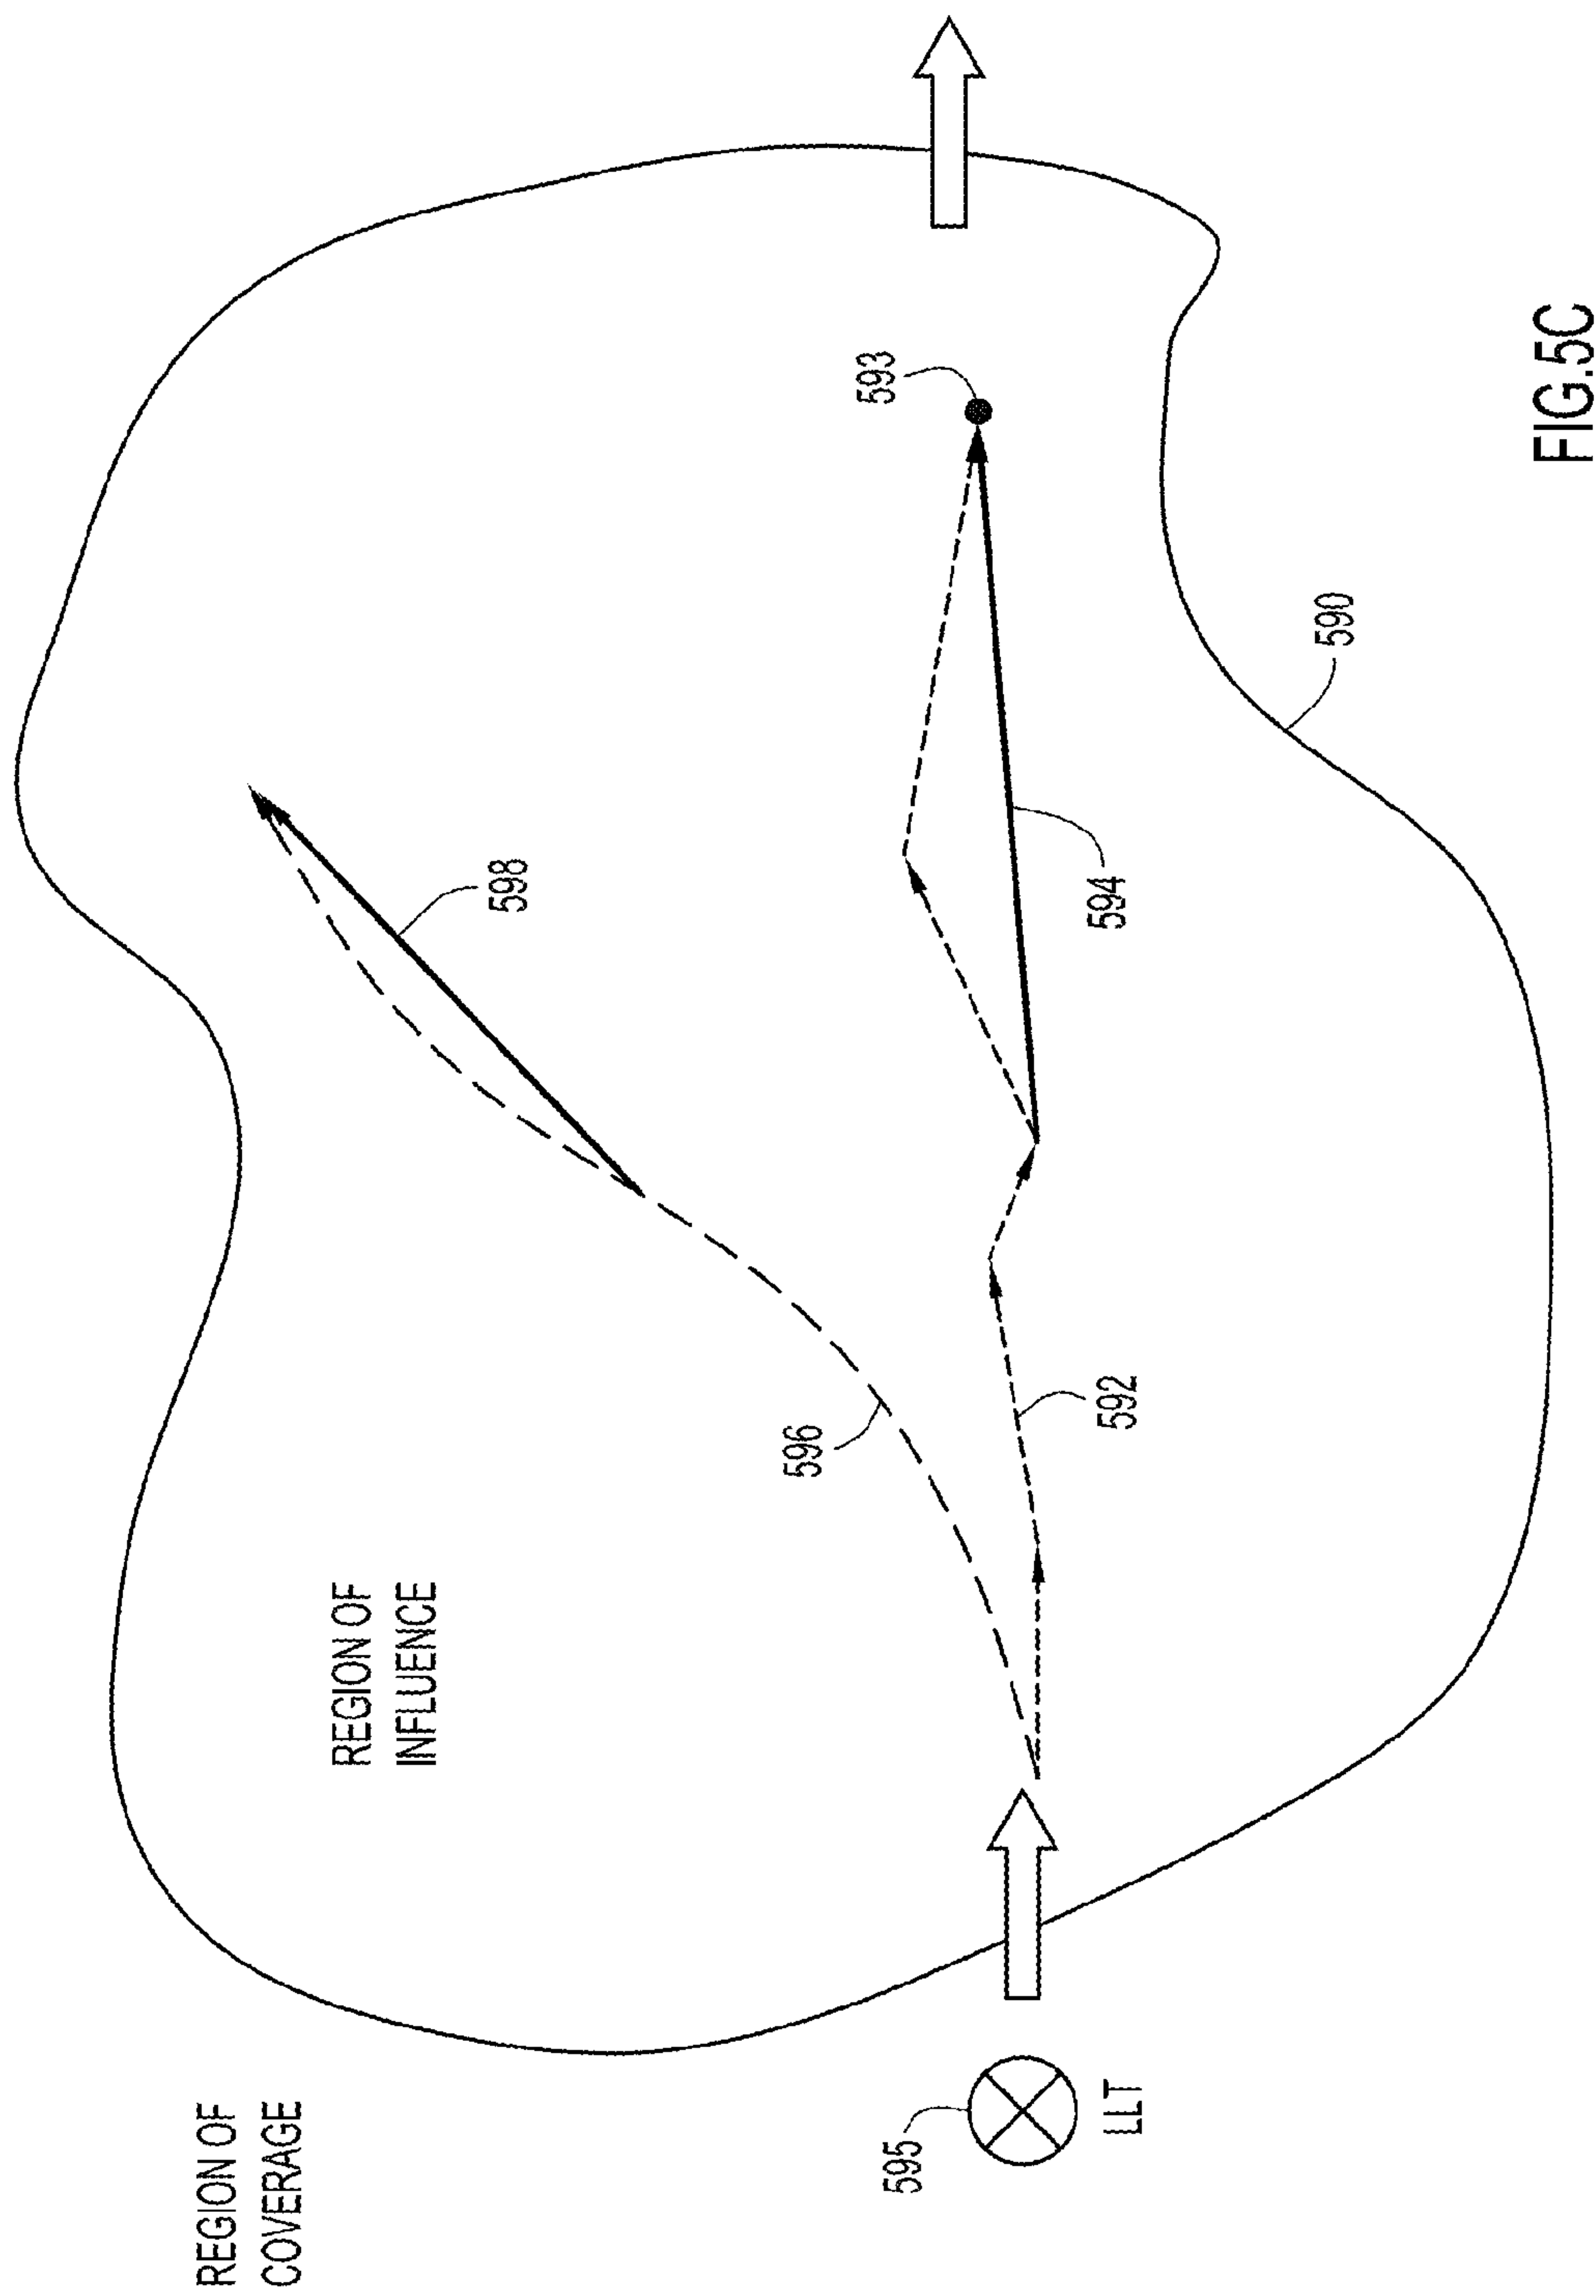 REGION OF
COVERAGE
REGION OF
INFLUENCE
598
596
593
592
594
595
LLT
590
FIG.5C